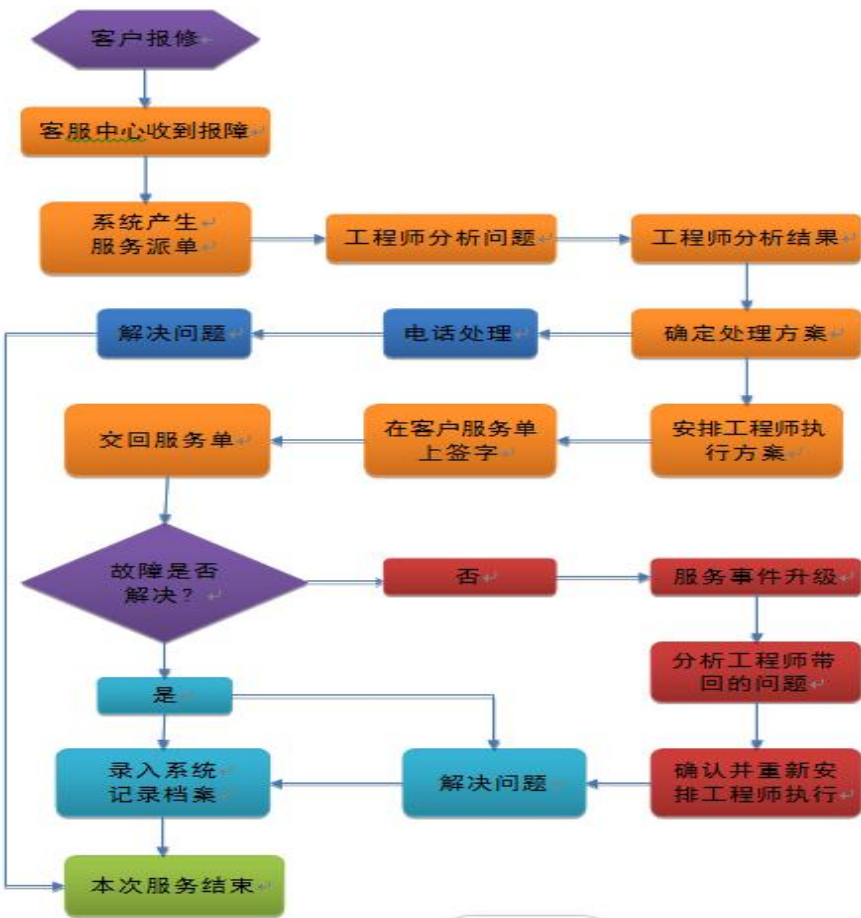 客户报修
客服中心收到报障
系统产生
服务派单
工程师分析问题
工程师分析结果
解决问题
电话处理
确定处理方案
交回服务单
在客户服务单
上签字
安排工程师执
行方案
故障是否
解决？
否
服务事件升级
分析工程师带
回的问题
是
录入系统
记录档案
解决问题
确认并重新安
排工程师执行
本次服务结束